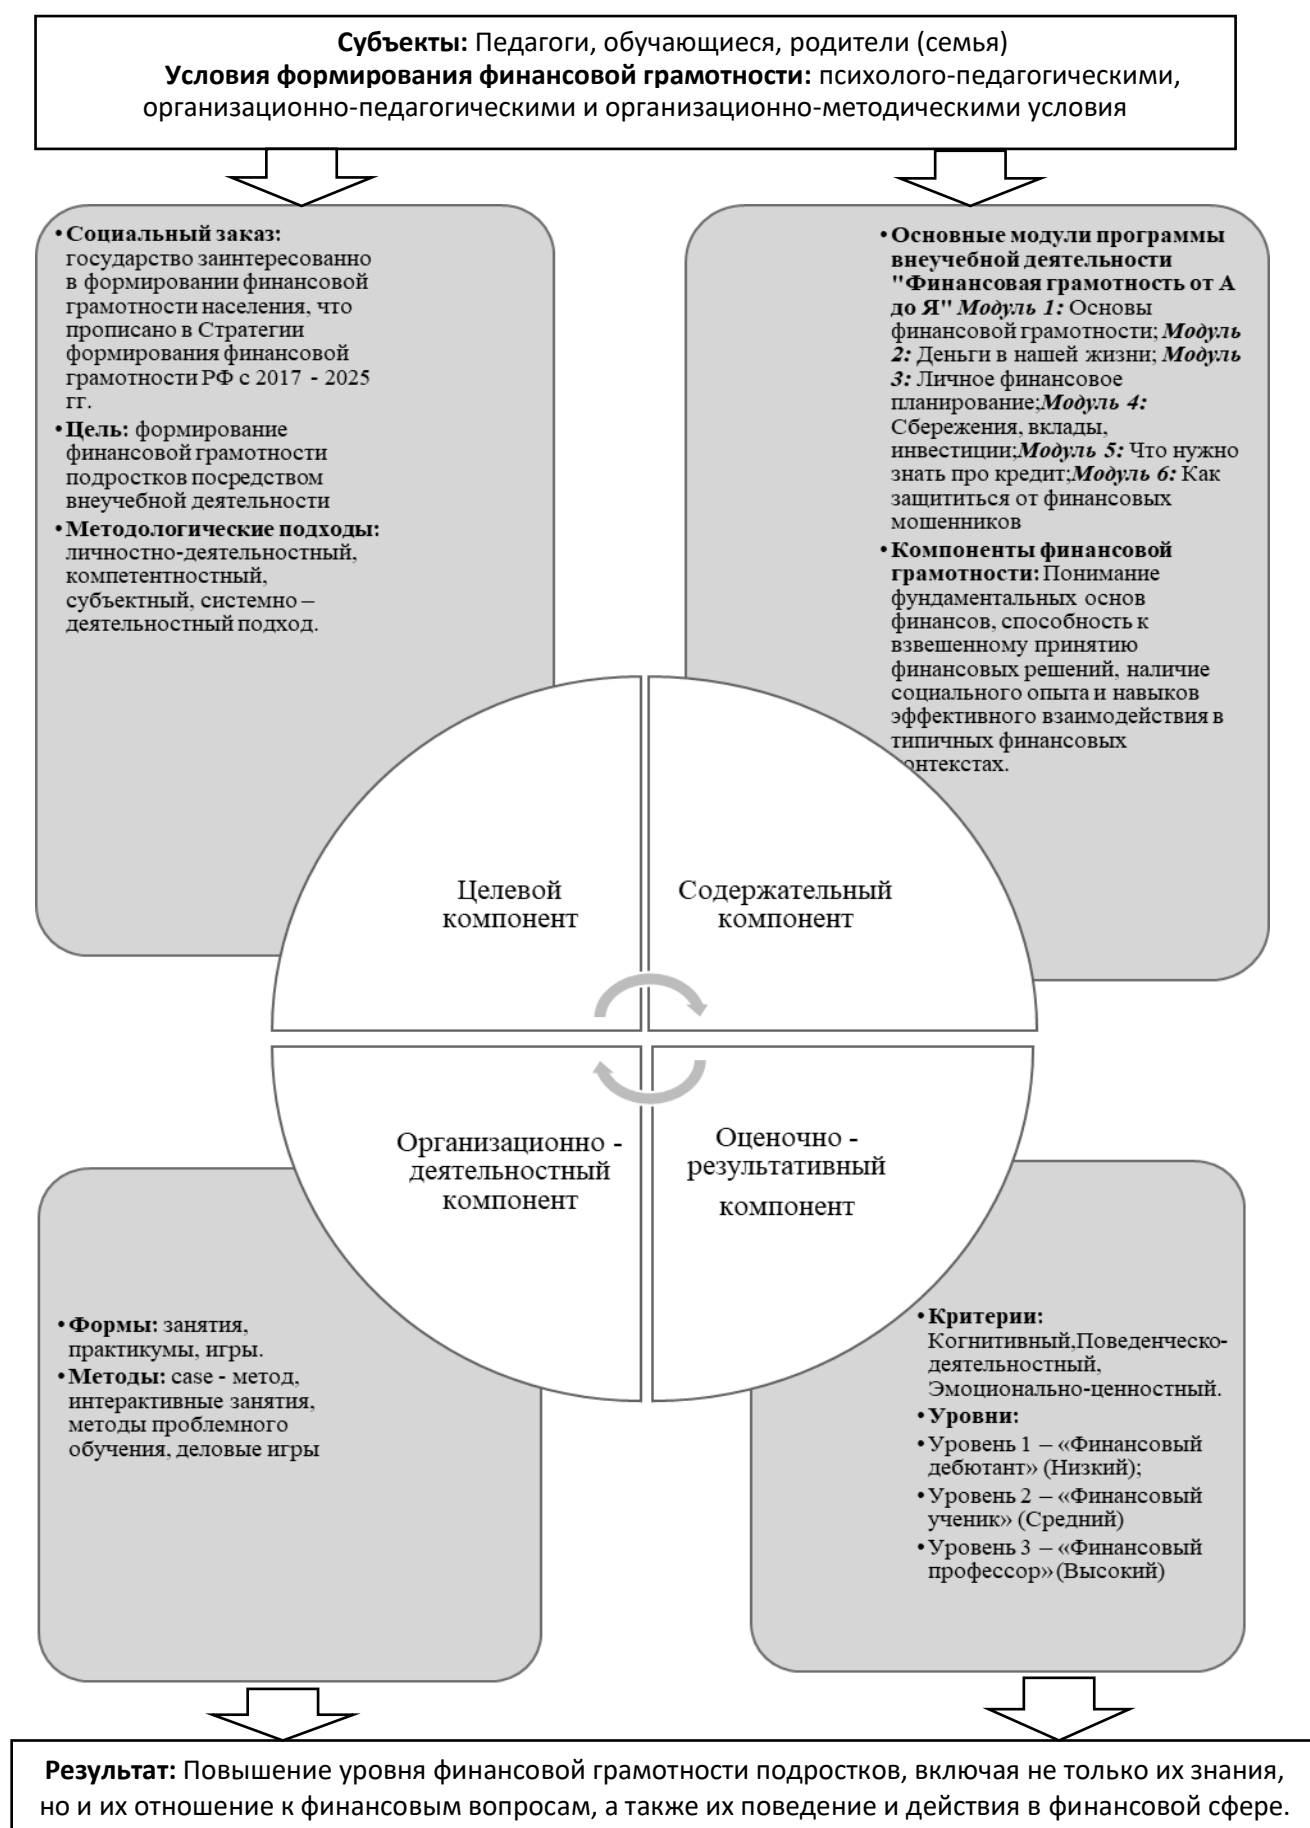 Субъекты: Педагоги, обучающиеся, родители (семья)
Условия формирования финансовой грамотности: психолого-педагогическими,
организационно-педагогическими и организационно-методическими условия
• Социальный заказ:
государство заинтересованно
в формировании финансовой
грамотности населения, что
прописано в Стратегии
формирования финансовой
грамотности РФ с 2017 - 2025
гг.
• Цель: формирование
финансовой грамотности
подростков посредством
внеучебной деятельности
• Методологические подходы:
личностно-деятельностный,
компетентностный,
субъектный, системно –
деятельностный подход.
• Основные модули программы
внеучебной деятельности
"Финансовая грамотность от А
до Я" Модуль 1: Основы
финансовой грамотности; Модуль
2: Деньги в нашей жизни; Модуль
3: Личное финансовое
планирование;Модуль 4:
Сбережения, вклады,
инвестиции;Модуль 5: Что нужно
знать про кредит;Модуль 6: Как
защититься от финансовых
мошенников
• Компоненты финансовой
грамотности: Понимание
фундаментальных основ
финансов, способность к
взвешенному принятию
финансовых решений, наличие
социального опыта и навыков
эффективного взаимодействия в
типичных финансовых
контекстах.
Целевой
компонент
Содержательный
компонент
Организационно -
деятельностный
компонент
Оценочно -
результативный
компонент
• Формы: занятия,
практикумы, игры.
• Методы: case - метод,
интерактивные занятия,
методы проблемного
обучения, деловые игры
• Критерии:
Когнитивный,Поведенческо-
деятельностный,
Эмоционально-ценностный.
• Уровни:
• Уровень 1 – «Финансовый
дебютант» (Низкий);
• Уровень 2 – «Финансовый
ученик» (Средний)
• Уровень 3 – «Финансовый
профессор» (Высокий)
Результат: Повышение уровня финансовой грамотности подростков, включая не только их знания,
но и их отношение к финансовым вопросам, а также их поведение и действия в финансовой сфере.